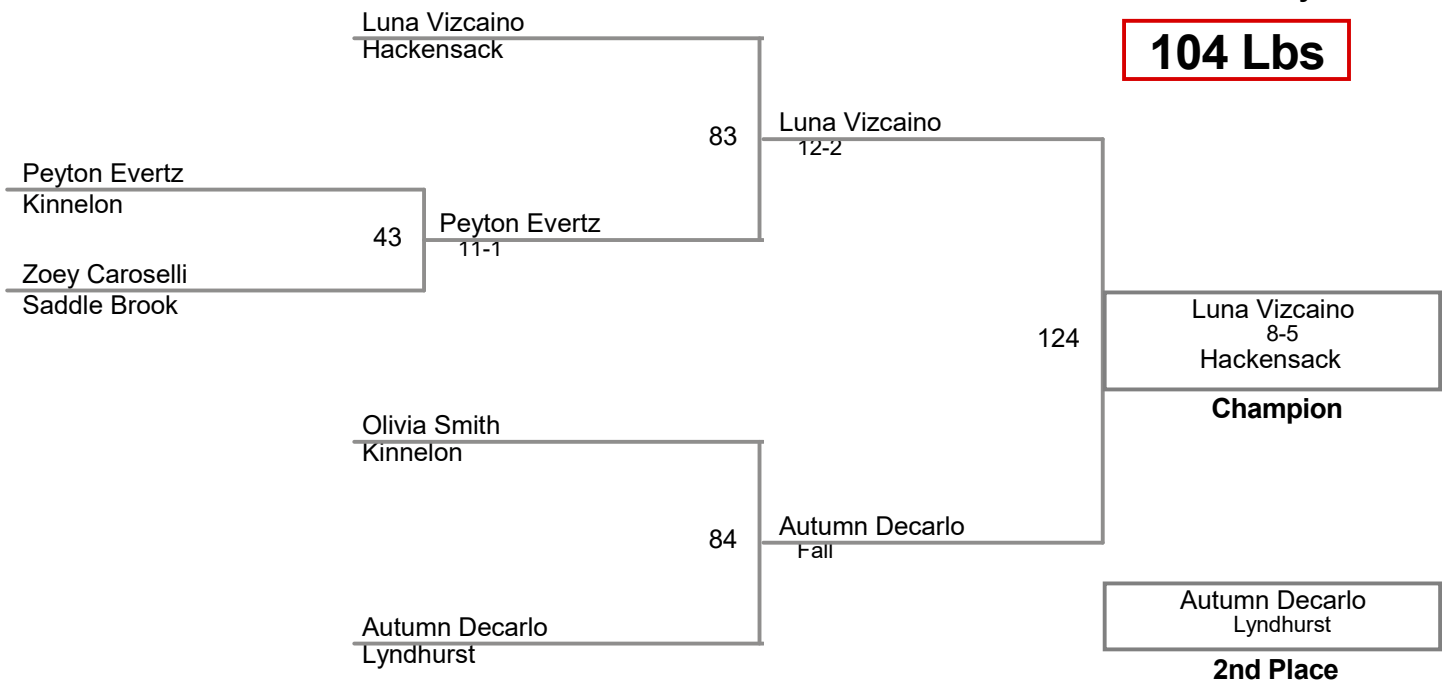 104 Lbs
Luna Vizcaino
Hackensack
Peyton Evertz
Kinnelon
43
Zoey Caroselli
Saddle Brook
Peyton Evertz
11-1
83
Luna Vizcaino
12-2
Olivia Smith
Kinnelon
84
Autumn Decarlo
Lyndhurst
Autumn Decarlo
Fall
124
Luna Vizcaino
8-5
Hackensack
Champion
Autumn Decarlo
Lyndhurst
2nd Place